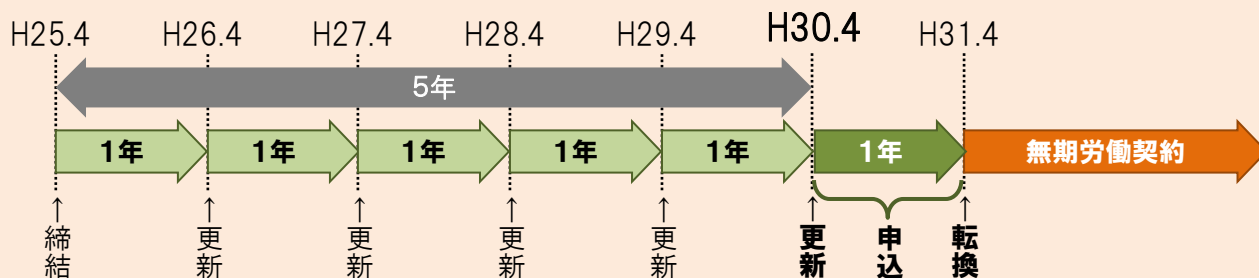 H25.4 H26.4 H27.4 H28.4 H29.4 H30.4 H31.4
5年
1年 1年 1年 1年 1年 1年 無期労働契約
↑締結 ↑更新 ↑更新 ↑更新 ↑更新 ↑更新 申込 ↑転換